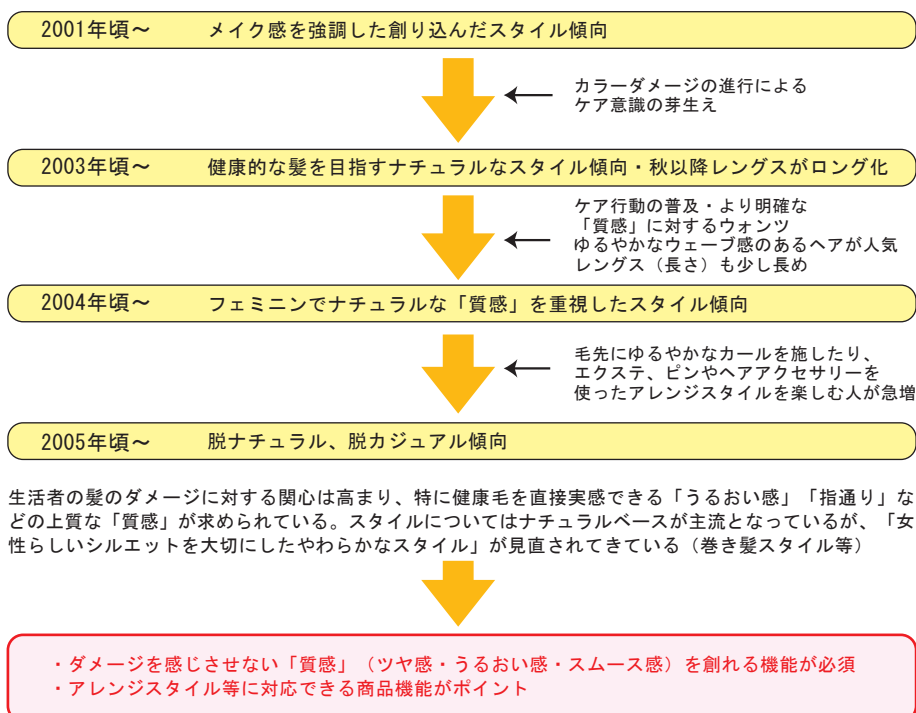 2001年頃～　メイク感を強調した創り込んだスタイル傾向
カラーダメージの進行による
ケア意識の芽生え
2003年頃～　健康的な髪を目指すナチュラルなスタイル傾向・秋以降レングスがロング化
ケア行動の普及・より明確な
「質感」に対するウォンツ
ゆるやかなウェーブ感のあるヘアが人気
レングス（長さ）も少し長め
2004年頃～　フェミニンでナチュラルな「質感」を重視したスタイル傾向
毛先にゆるやかなカールを施したり、
エクステ、ピンやヘアアクセサリーを
使ったアレンジスタイルを楽しむ人が急増
2005年頃～　脱ナチュラル、脱カジュアル傾向
生活者の髪のダメージに対する関心は高まり、特に健康毛を直接実感できる「うるおい感」「指通り」な
どの上質な「質感」が求められている。スタイルについてはナチュラルベースが主流となっているが、「女
性らしいシルエットを大切にしたやわらかなスタイル」が見直されてきている（巻き髪スタイル等）
・ダメージを感じさせない「質感」（ツヤ感・うるおい感・スムース感）を創れる機能が必須
・アレンジスタイル等に対応できる商品機能がポイント